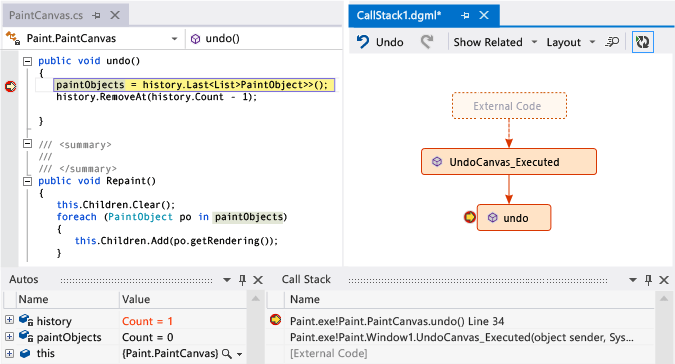 PaintCanvas.cs
Paint.PaintCanvas
undo()
public void undo()
{
paintObjects = history.Last<List>PaintObject>>();
history.RemoveAt(history.Count - 1);
}
/// <summary>
///
/// </summary>
public void Repaint()
{
this.Children.Clear();
foreach (PaintObject po in paintObjects)
{
this.Children.Add(po.getRendering());
}
CallStack1.dgml*
Undo Show Related Layout
External Code
UndoCanvas_Executed
undo
Autos
Name Value
history Count = 1
paintObjects Count = 0
this {Paint.PaintCanvas}
Call Stack
Name
Paint.exe!Paint.PaintCanvas.undo() Line 34
Paint.exe!Paint.Window1.UndoCanvas_Executed(object sender, Sys...
[External Code]